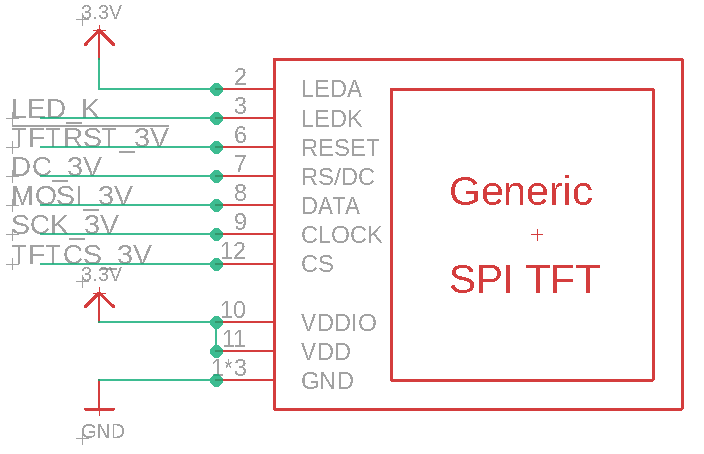 3.3V
2 LEDA
LED_K 3 LEDK
TFTRST_3V 6 RESET
DC_3V 7 RS/DC
MOSI_3V 8 DATA
SCK_3V 9 CLOCK
TFTCS_3V 12 CS
Generic
SPI TFT
3.3V
10 VDDIO
11 VDD
1*3 GND
GND